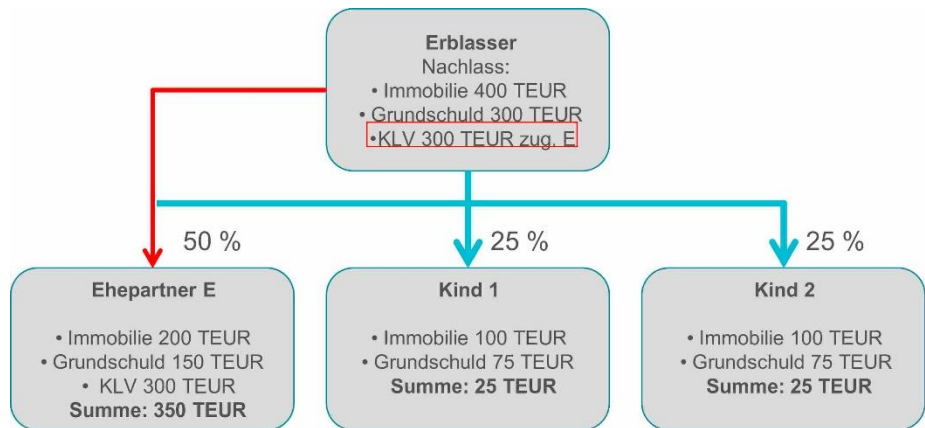 Erblasser
Nachlass:
• Immobilie 400 TEUR
• Grundschuld 300 TEUR
•KLV 300 TEUR zug. E
50 %
25 %
25 %
Ehepartner E
• Immobilie 200 TEUR
• Grundschuld 150 TEUR
• KLV 300 TEUR
Summe: 350 TEUR
Kind 1
• Immobilie 100 TEUR
• Grundschuld 75 TEUR
Summe: 25 TEUR
Kind 2
• Immobilie 100 TEUR
• Grundschuld 75 TEUR
Summe: 25 TEUR